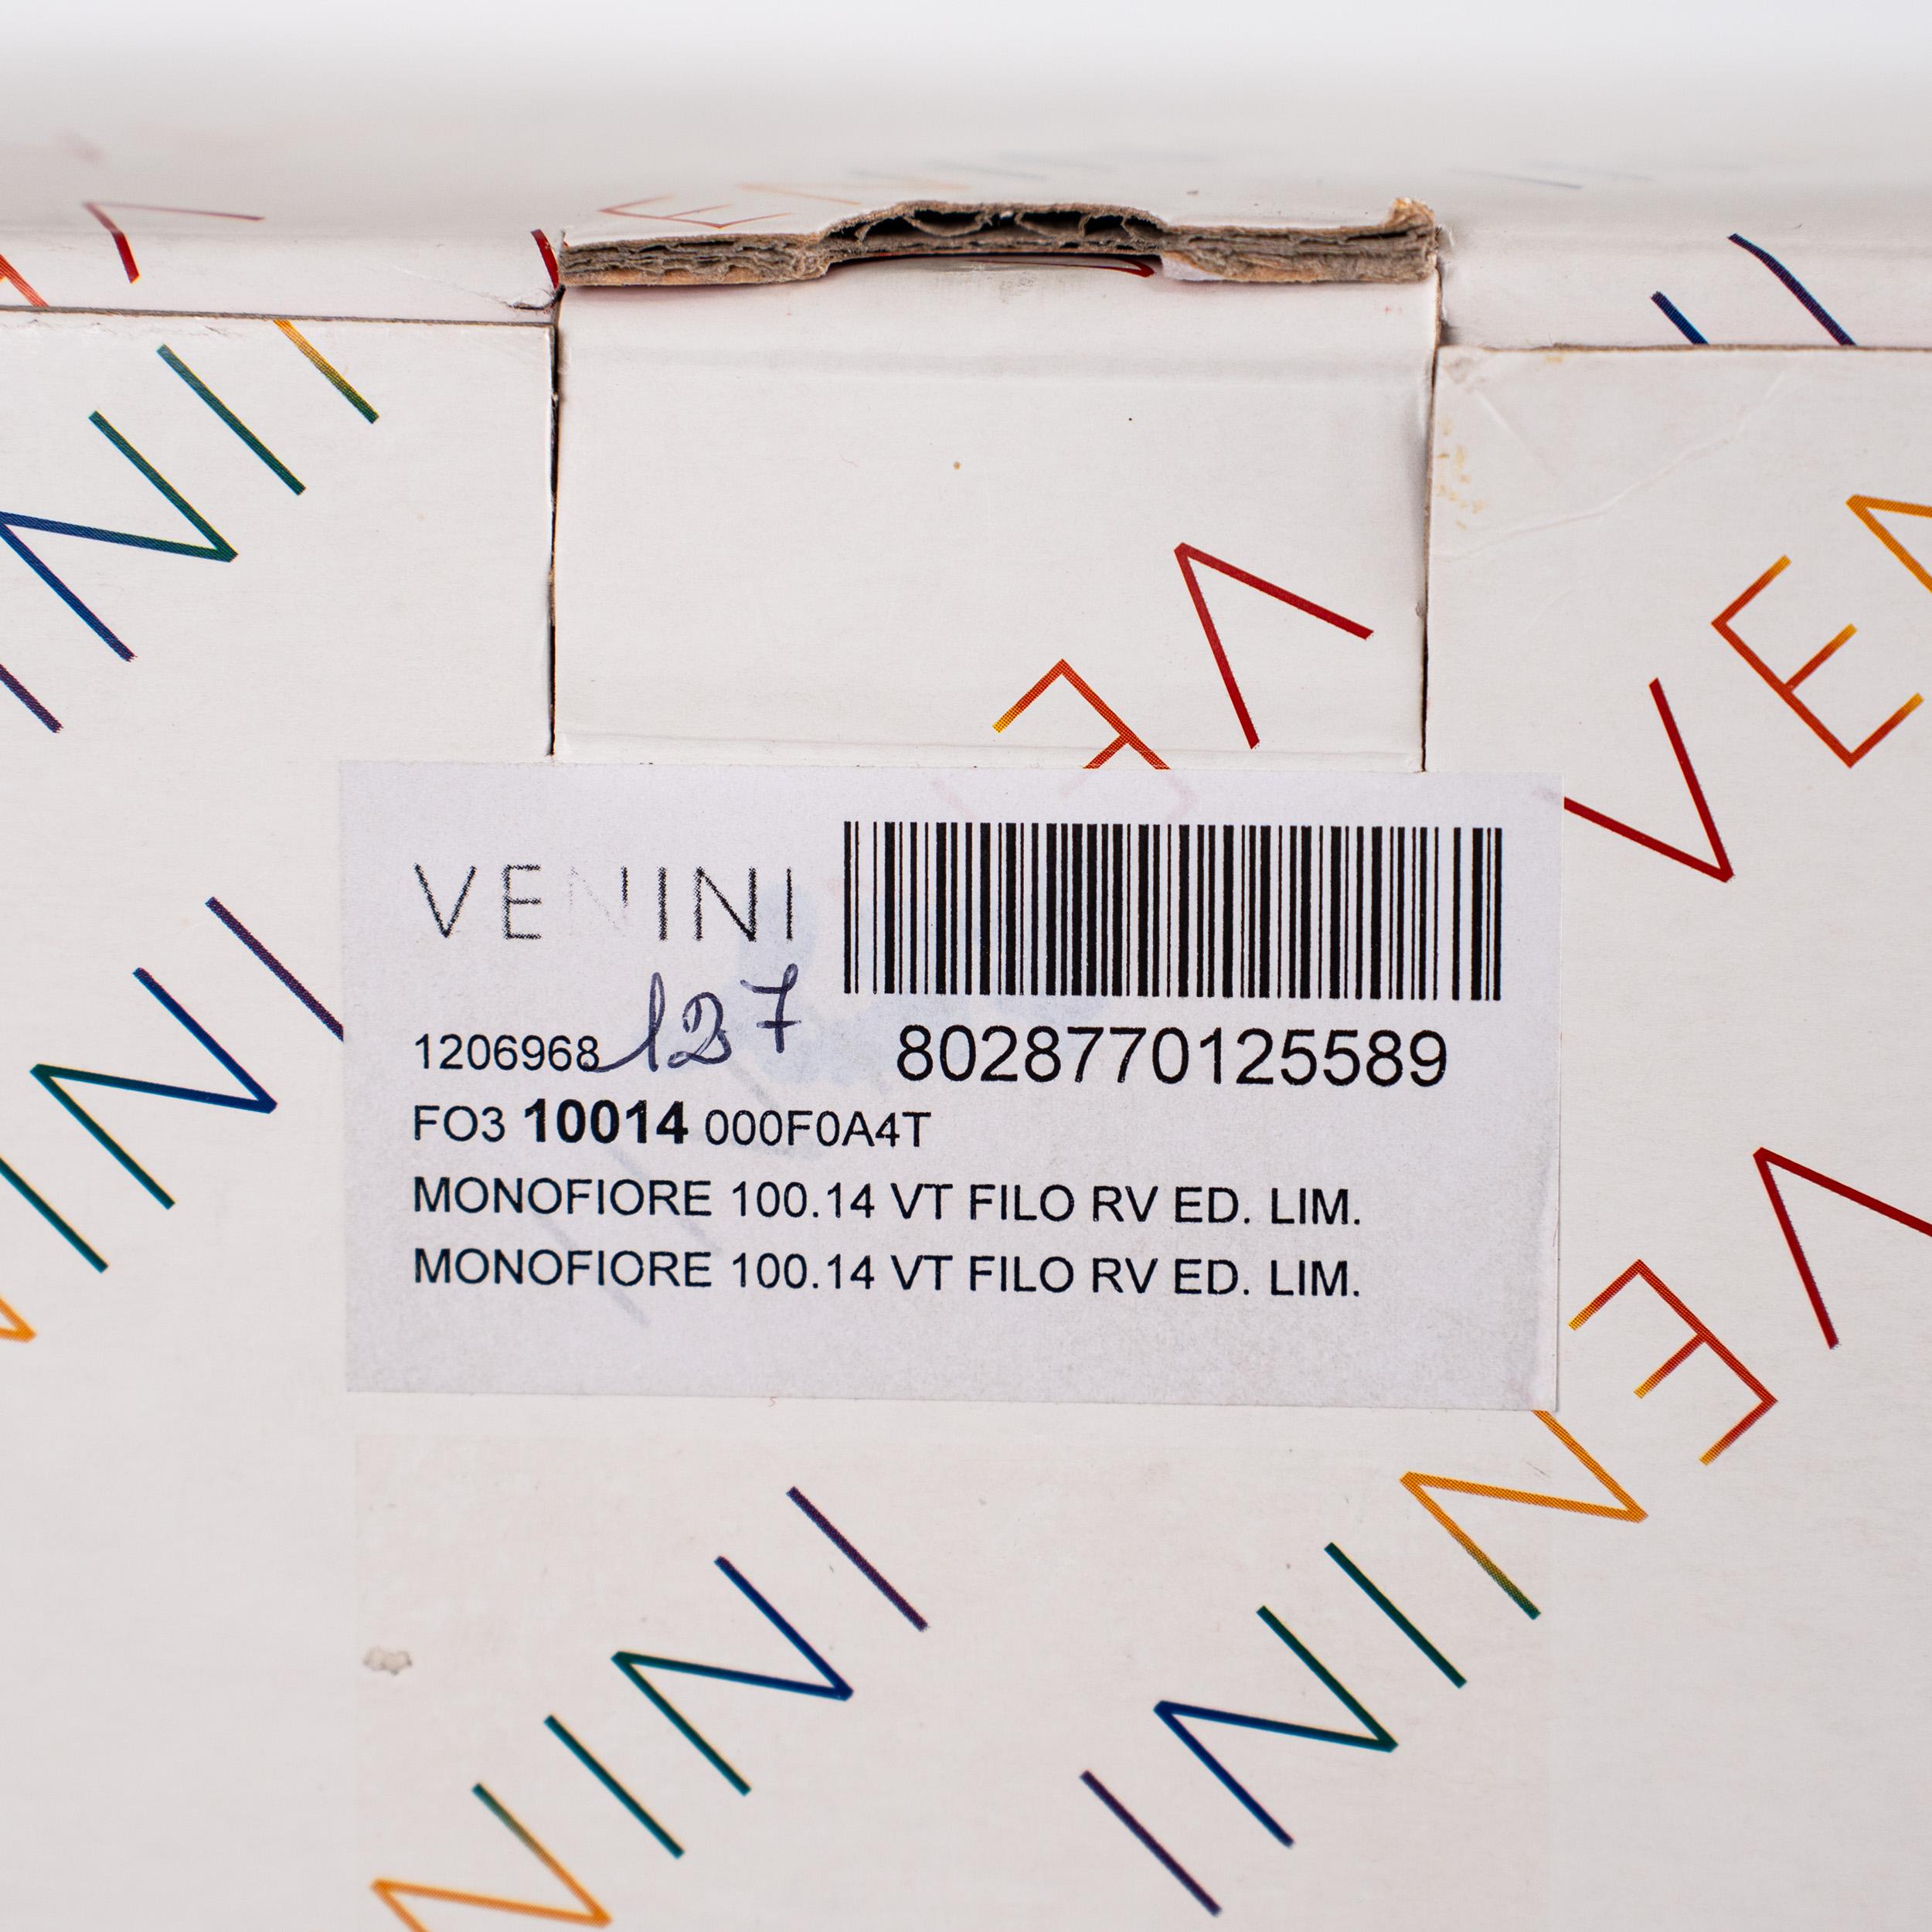 VENINI
127
1206968
8028770125589
FO3 10014 000F0A4T
MONOFIORE 100.14 VT FILO RV ED. LIM.
MONOFIORE 100.14 VT FILO RV ED. LIM.
VENINI